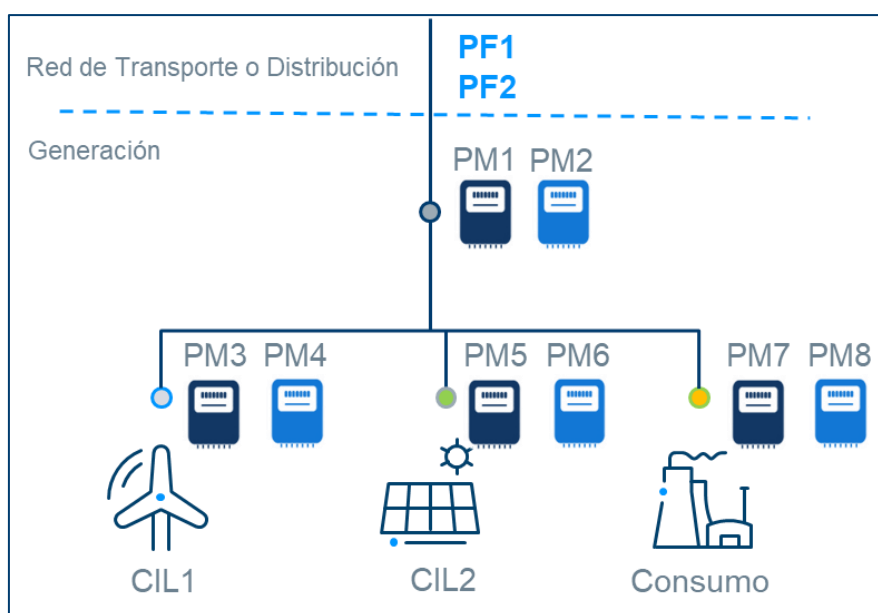 PF1
Red de Transporte o Distribución
PF2
Generación
PM1 PM2
PM3 PM4 PM5 PM6 PM7 PM8
CIL1 CIL2 Consumo